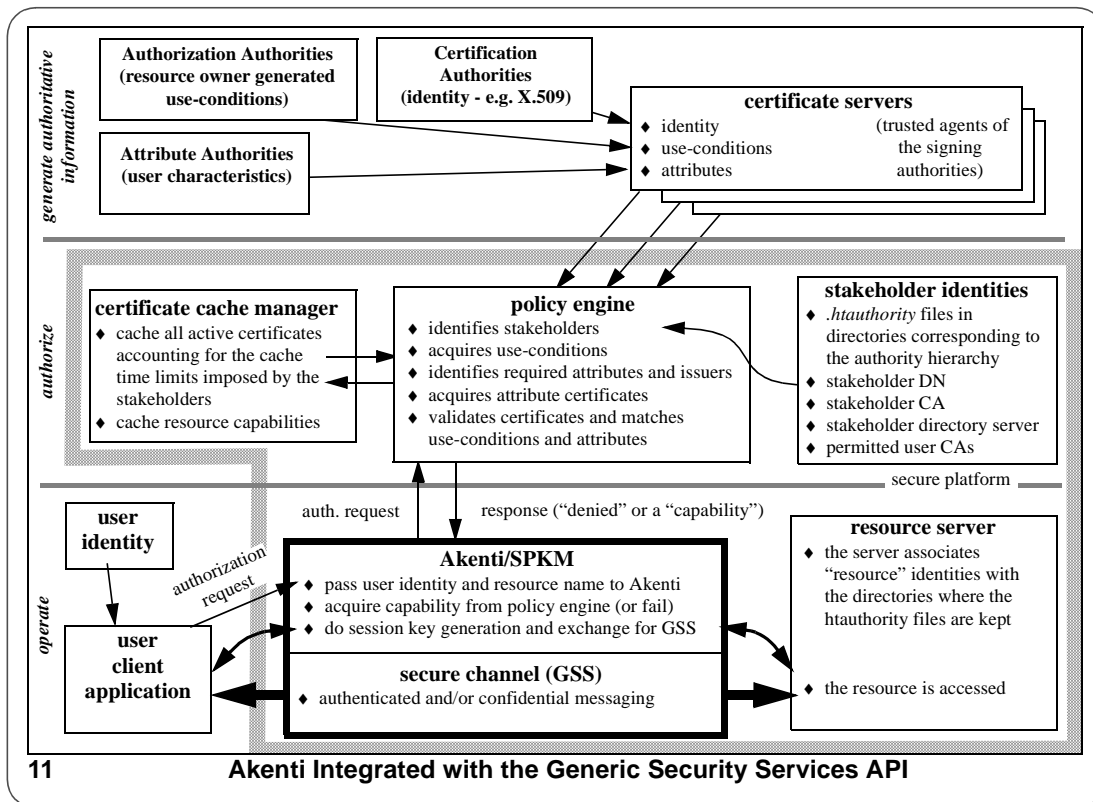 generate authoritative
information
Authorization Authorities
(resource owner generated
use-conditions)
Certification
Authorities
(identity - e.g. X.509)
Attribute Authorities
(user characteristics)
certificate servers
♦ identity
♦ use-conditions
♦ attributes
(trusted agents of
the signing
authorities)
authorize
certificate cache manager
♦ cache all active certificates
accounting for the cache
time limits imposed by the
stakeholders
♦ cache resource capabilities
policy engine
♦ identifies stakeholders
♦ acquires use-conditions
♦ identifies required attributes and issuers
♦ acquires attribute certificates
♦ validates certificates and matches
use-conditions and attributes
stakeholder identities
♦ .htauthority files in
directories corresponding to
the authority hierarchy
♦ stakeholder DN
♦ stakeholder CA
♦ stakeholder directory server
♦ permitted user CAs
secure platform
operate
user
identity
authorization
request
auth. request
response (“denied” or a “capability”)
user
client
application
Akenti/SPKM
♦ pass user identity and resource name to Akenti
♦ acquire capability from policy engine (or fail)
♦ do session key generation and exchange for GSS
secure channel (GSS)
♦ authenticated and/or confidential messaging
resource server
♦ the server associates
“resource” identities with
the directories where the
htauthority files are kept
♦ the resource is accessed
11 Akenti Integrated with the Generic Security Services API